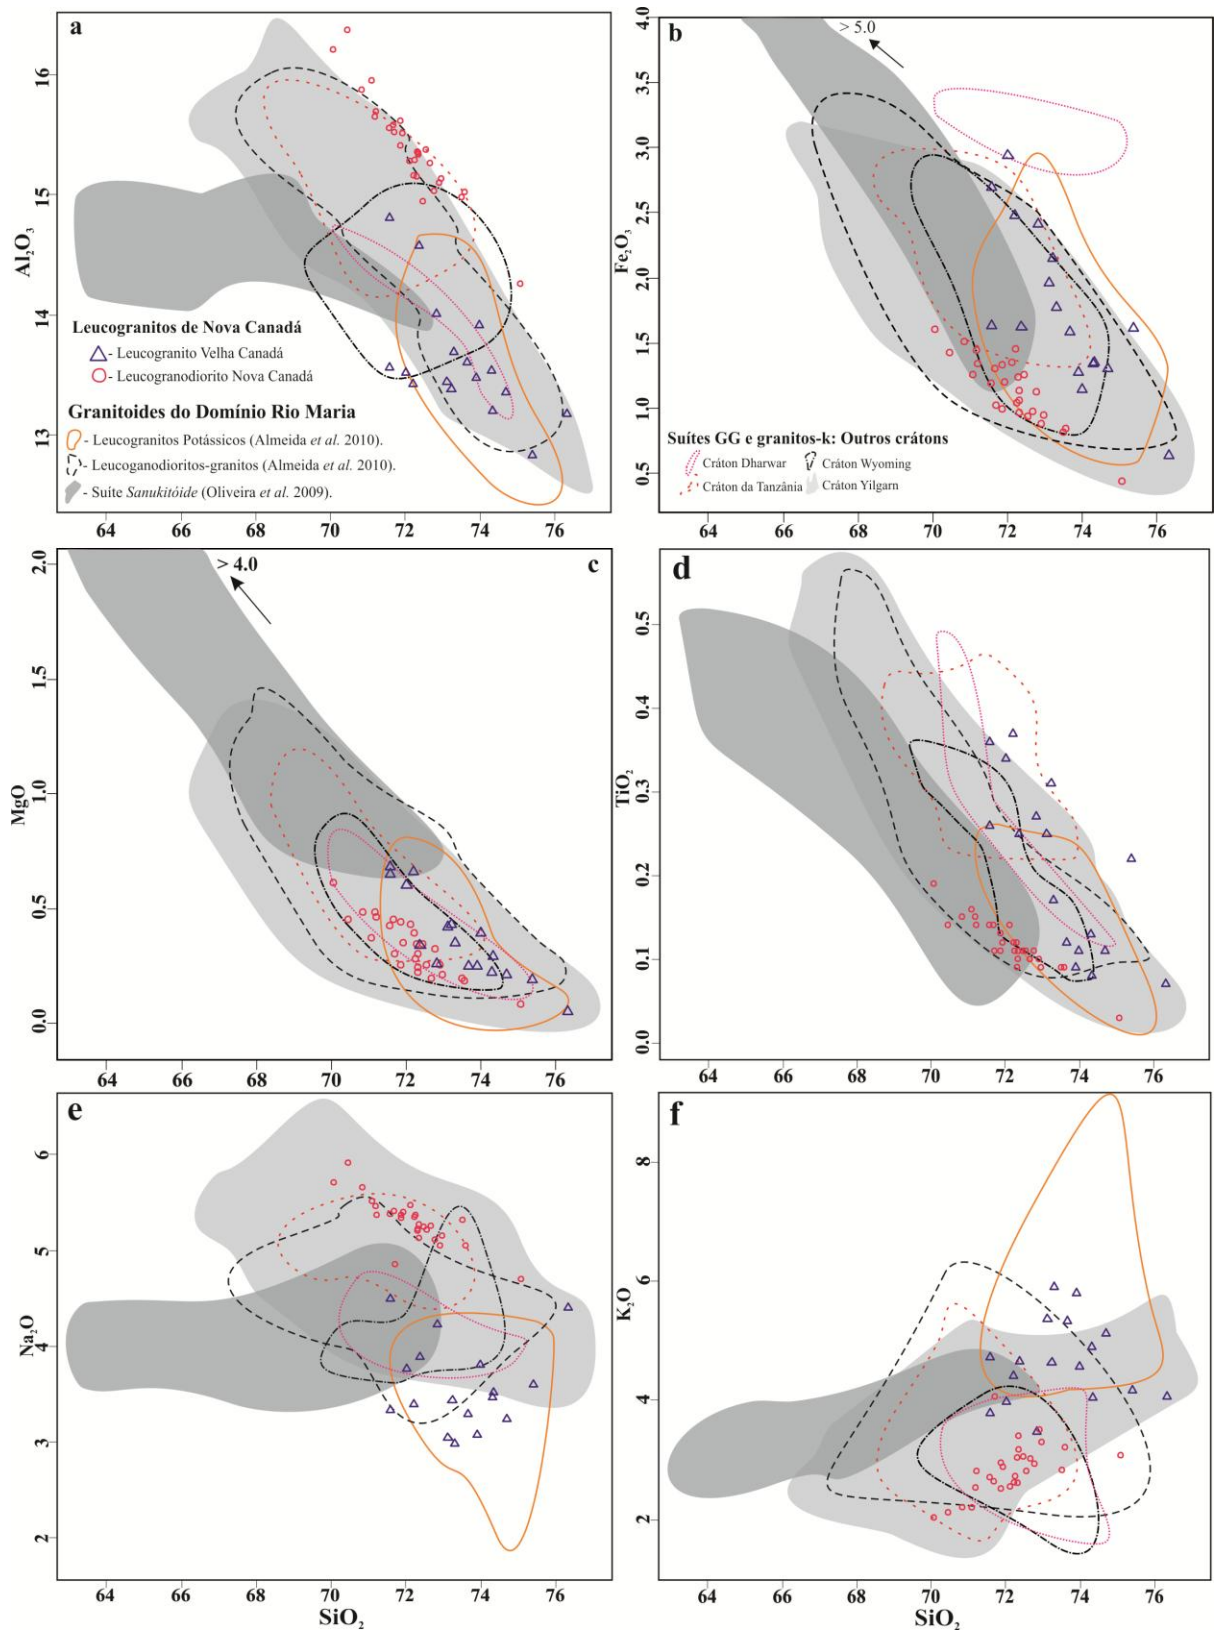 a
16
15
14
13
Al₂O₃
Leucogranitos de Nova Canadá
- Leucogranito Velha Canadá
- Leucogranodiorito Nova Canadá
Granitoides do Domínio Rio Maria
- Leucogranitos Potássicos (Almeida et al. 2010).
- Leucoganodioritos-granitos (Almeida et al. 2010).
- Suíte Sanukitóide (Oliveira et al. 2009).
64 66 68 70 72 74 76
b
> 5.0
4.0
3.5
3.0
2.5
2.0
1.5
1.0
0.5
Fe₂O₃
Suítes GG e granitos-k: Outros crátons
Cráton Dharwar Cráton Wyoming
Cráton da Tanzânia Cráton Yilgarn
64 66 68 70 72 74 76
c
> 4.0
2.0
1.5
1.0
0.5
0.0
MgO
64 66 68 70 72 74 76
d
0.5
0.4
0.3
0.2
0.1
0.0
TiO₂
64 66 68 70 72 74 76
e
6
5
4
3
2
Na₂O
64 66 68 70 72 74 76
SiO₂
f
8
6
4
2
K₂O
64 66 68 70 72 74 76
SiO₂